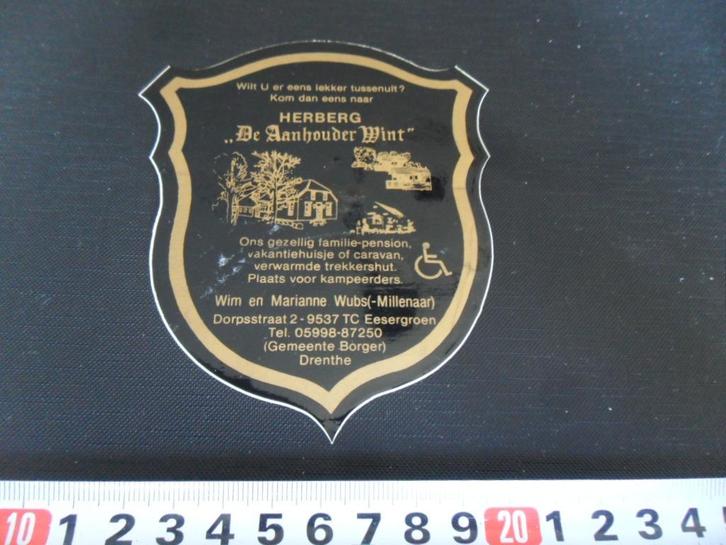 Wilt U er eens lekker tussenuit?
Kom dan eens naar
HERBERG
„De Aanhouder Wint"
Ons gezellig familie-pension,
vakantiehuisje of caravan,
verwarmde trekkershut.
Plaats voor kampeerders.
Wim en Marianne Wubs(-Millenaar)
Dorpsstraat 2 - 9537 TC Eesergroen
Tel. 05998-87250
(Gemeente Borger)
Drenthe
10 1 2 3 4 5 6 7 8 9 20 1 2 3 4